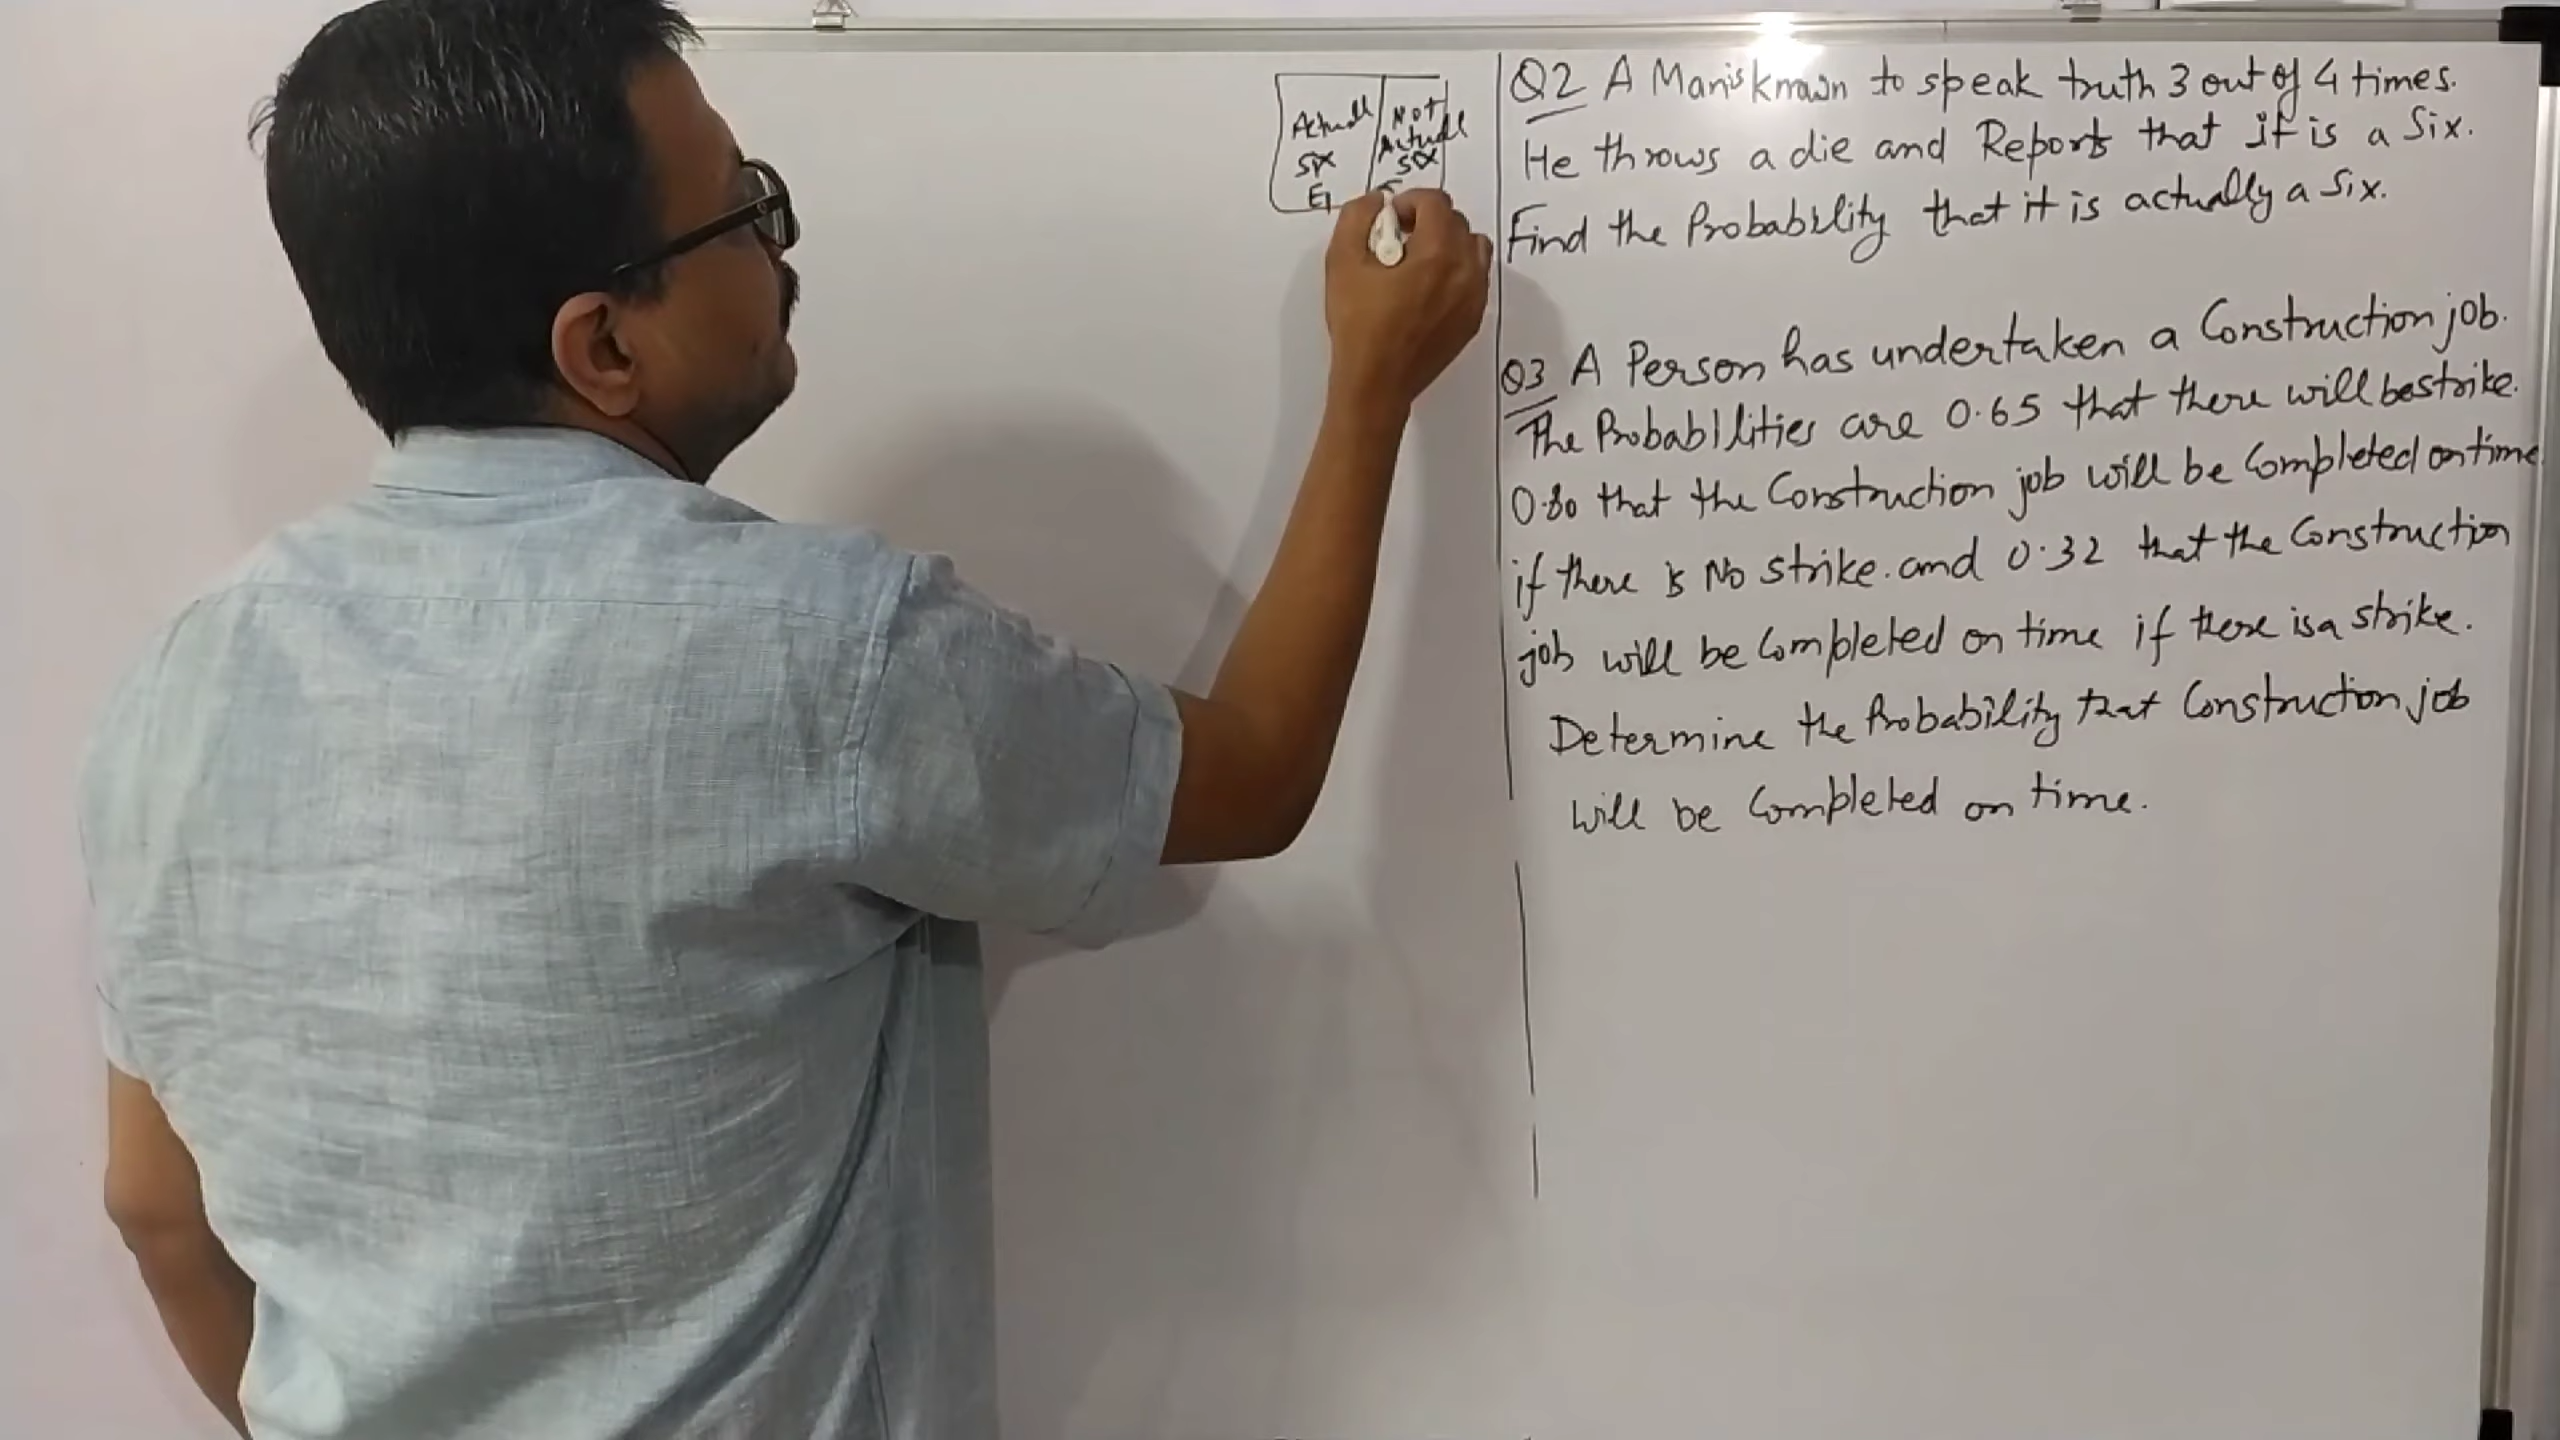 Actuall
Six
E1
Not
Actuall
Six
Q2 A Man is known to speak truth 3 out of 4 times.
He throws a die and Reports that it is a Six.
Find the Probability that it is actually a Six.
Q3 A Person has undertaken a Construction job.
The Probabilities are 0.65 that there will be strike.
0.80 that the Construction job will be Completed on time
if there is No strike. and 0.32 that the Construction
job will be Completed on time if there is a strike.
Determine the Probability that Construction job
will be Completed on time.